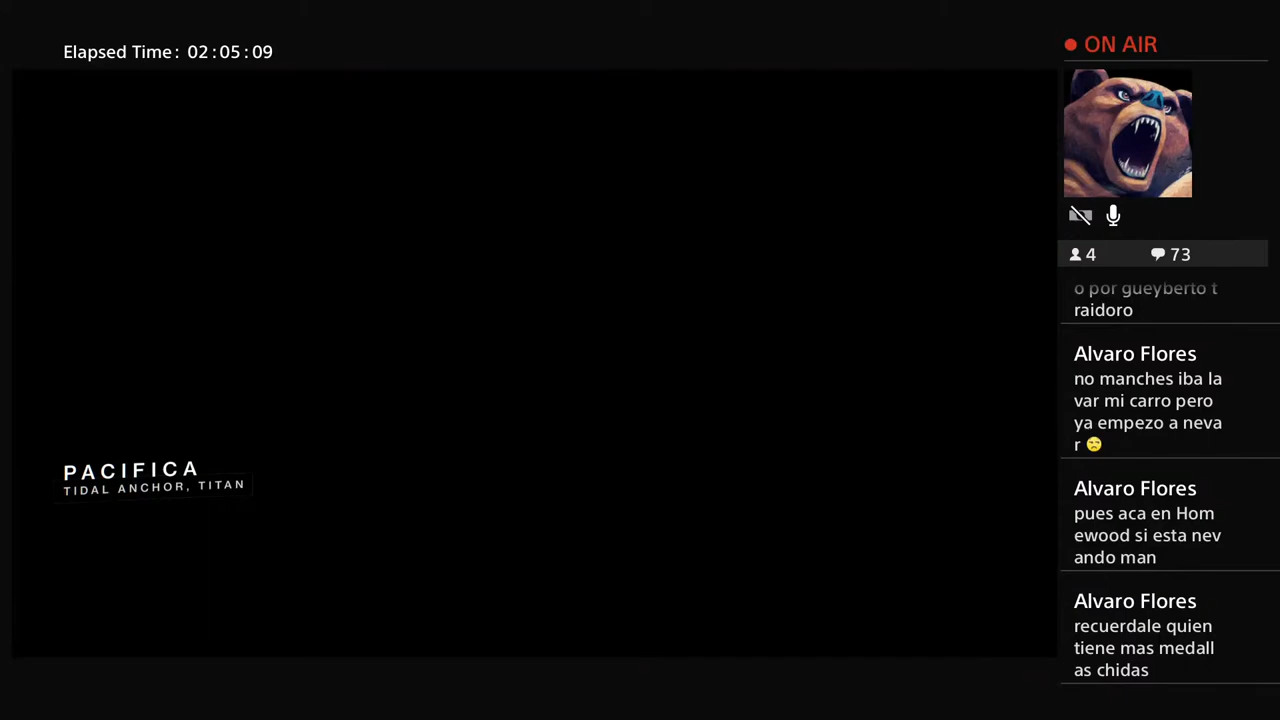 Elapsed Time: 02:05:09
ON AIR
4 73
o por gueyberto t
raidoro
Alvaro Flores
no manches iba la
var mi carro pero
ya empezo a neva
r
Alvaro Flores
pues aca en Hom
ewood si esta nev
ando man
Alvaro Flores
recuerdale quien
tiene mas medall
as chidas
PACIFICA
TIDAL ANCHOR, TITAN